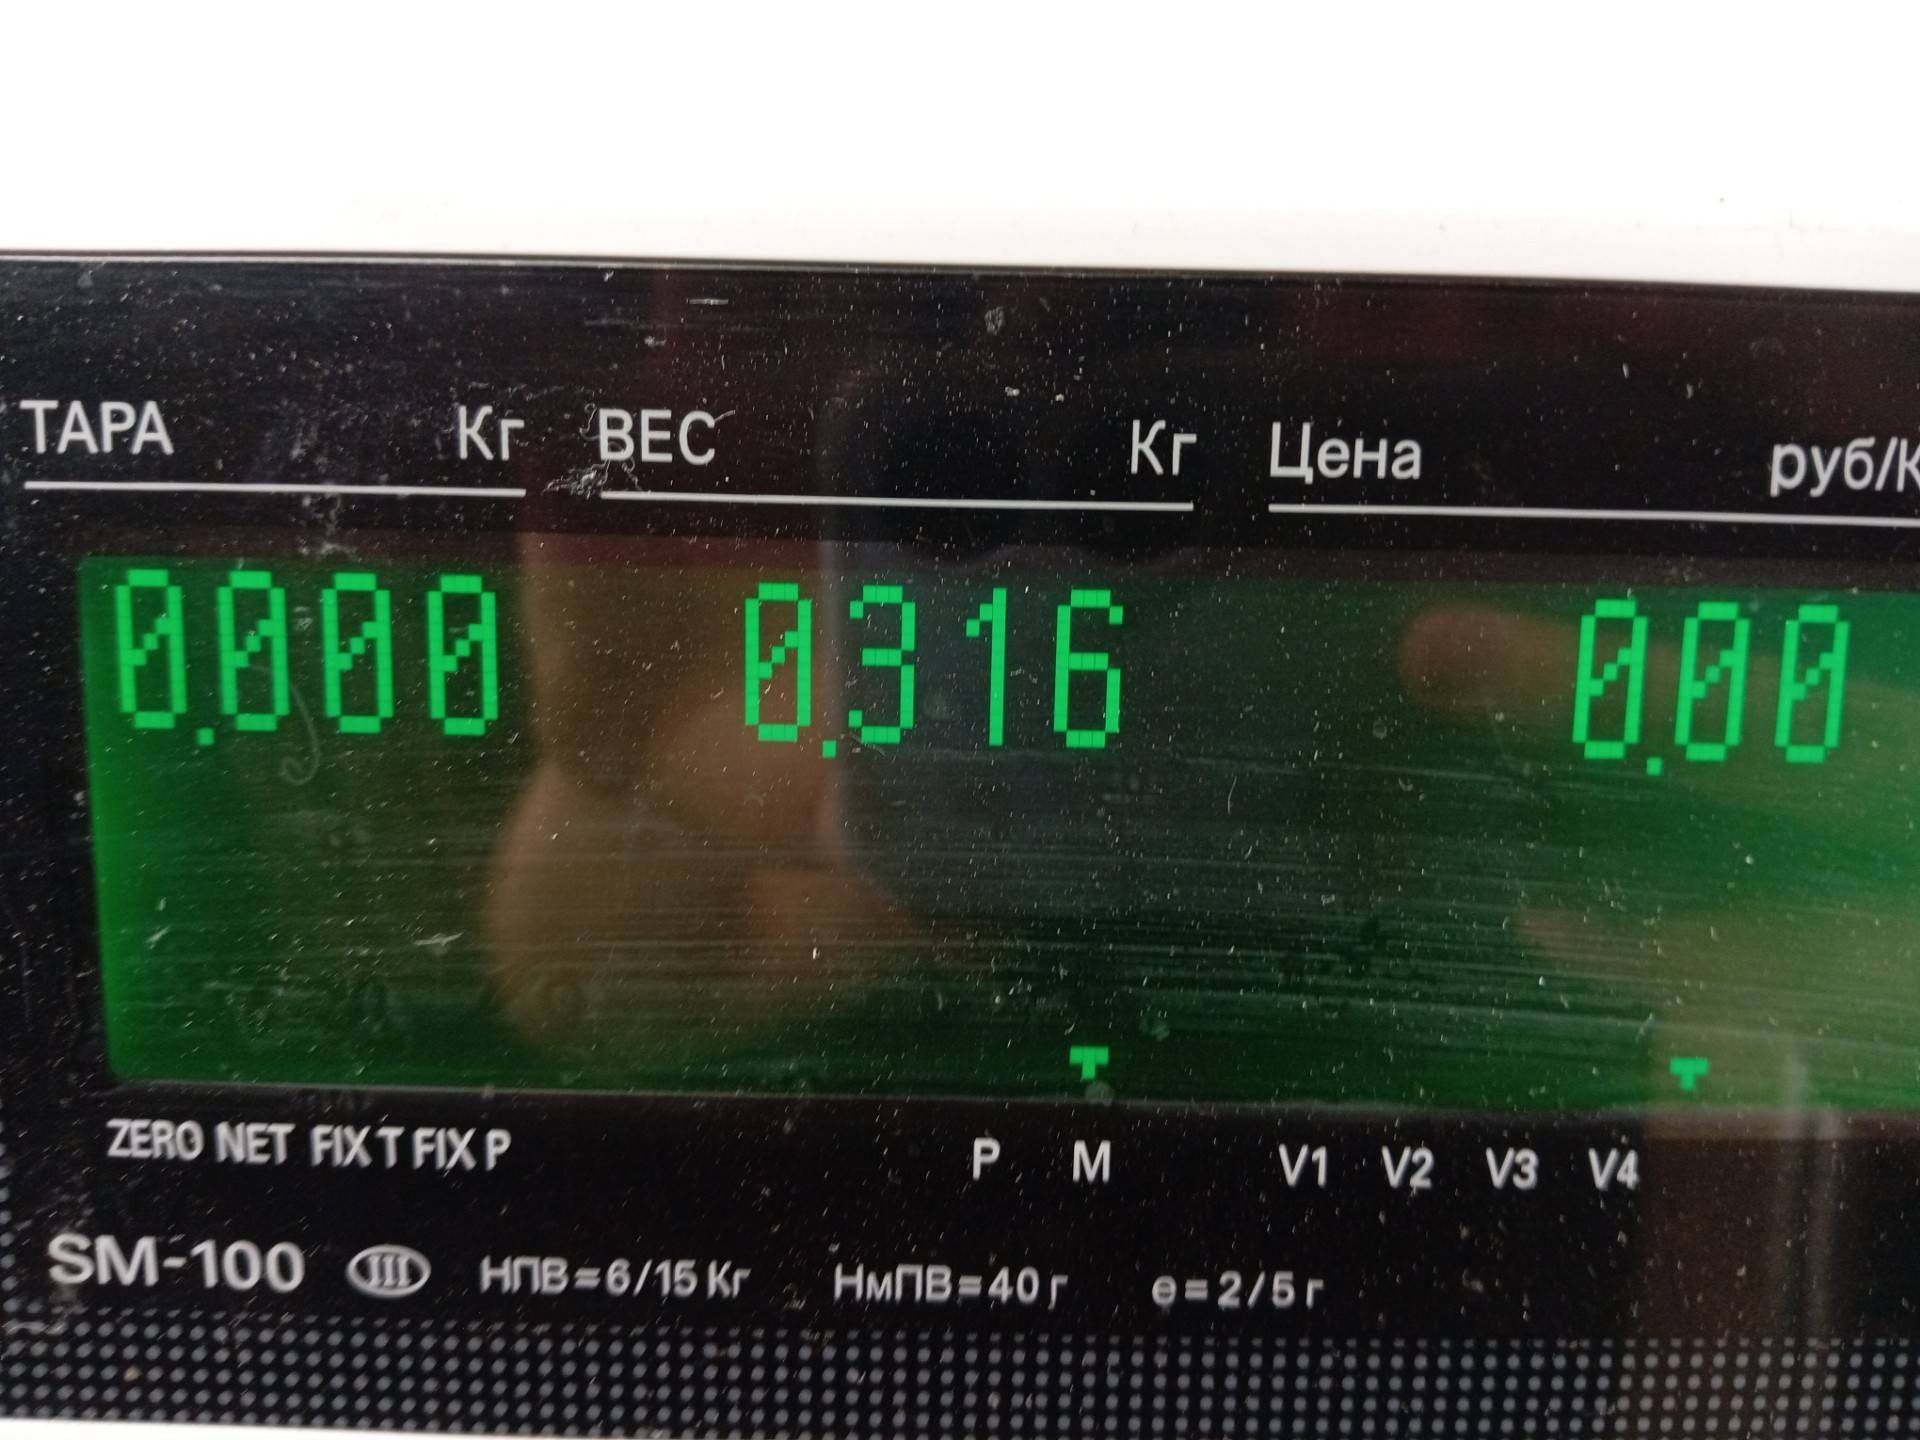 ТАРА Кг ВЕС Кг Цена руб/К
0.000 0.316 0.00
ZERO NET FIX T FIX P P M V1 V2 V3 V4
SM-100 III НПВ=6/15 Кг НмПВ=40 г e=2/5 г